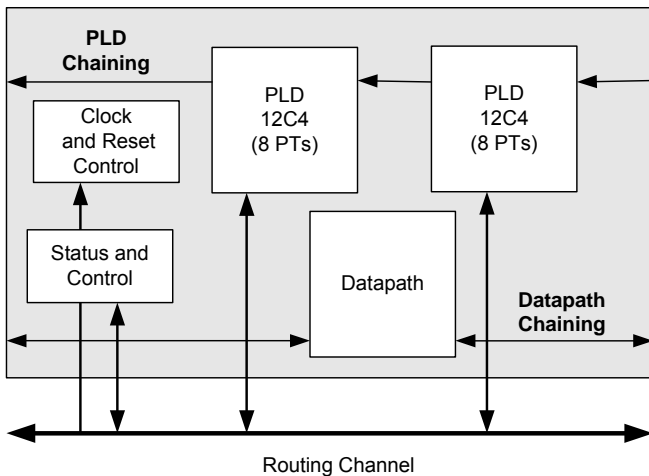 PLD
Chaining
PLD
12C4
(8 PTs)
PLD
12C4
(8 PTs)
Clock
and Reset
Control
Status and
Control
Datapath
Datapath
Chaining
Routing Channel